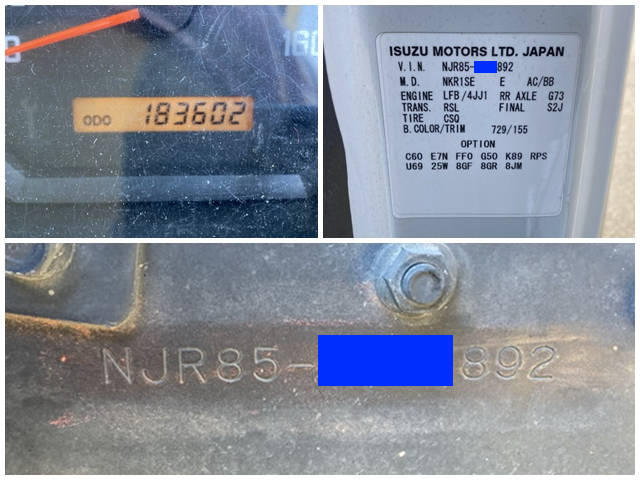 160
ODO 183602
ISUZU MOTORS LTD. JAPAN
V.I.N. NJR85- 892
M.D. NKR1SE E AC/BB
ENGINE LFB/4JJ1 RR AXLE G73
TRANS. RSL FINAL S2J
TIRE CSQ
B.COLOR/TRIM 729/155
OPTION
C60 E7N FF0 G50 K89 RPS
U69 25W 8GF 8GR 8JM
NJR85- 892